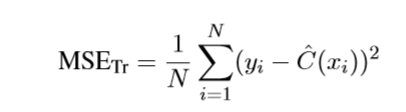 MSE_Tr = \frac{1}{N} \sum_{i=1}^{N} (y_i - \hat{C}(x_i))^2